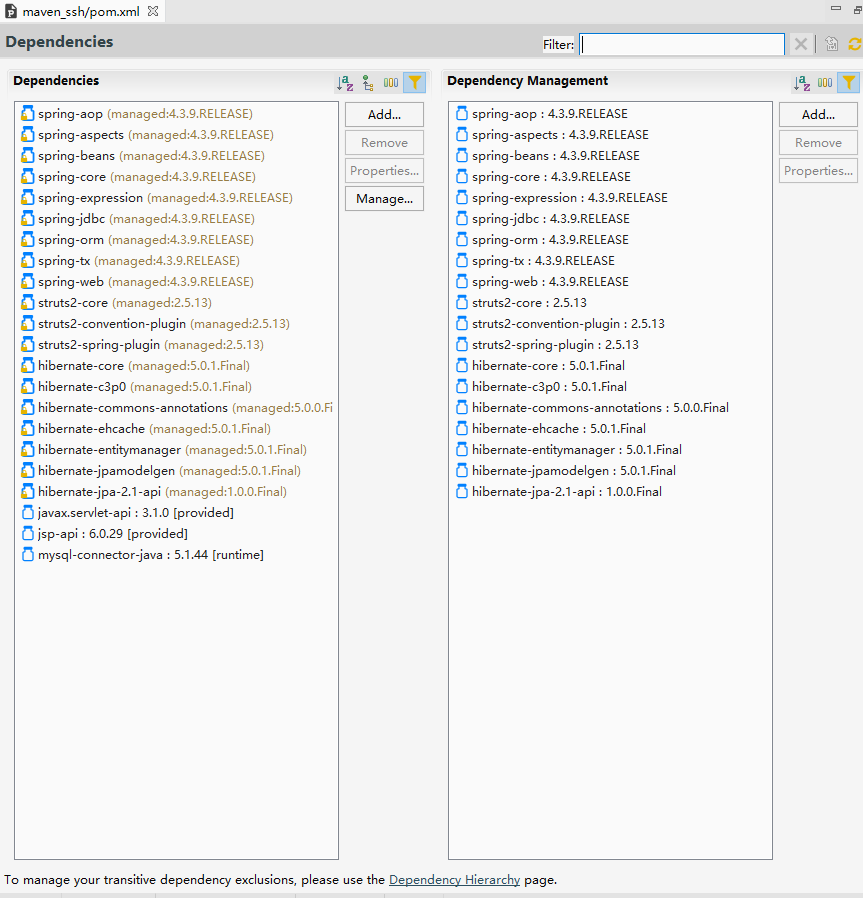 maven_ssh/pom.xml
Dependencies
Filter:
Dependencies
Add...
Remove
Properties...
Manage...
spring-aop (managed:4.3.9.RELEASE)
spring-aspects (managed:4.3.9.RELEASE)
spring-beans (managed:4.3.9.RELEASE)
spring-core (managed:4.3.9.RELEASE)
spring-expression (managed:4.3.9.RELEASE)
spring-jdbc (managed:4.3.9.RELEASE)
spring-orm (managed:4.3.9.RELEASE)
spring-tx (managed:4.3.9.RELEASE)
spring-web (managed:4.3.9.RELEASE)
struts2-core (managed:2.5.13)
struts2-convention-plugin (managed:2.5.13)
struts2-spring-plugin (managed:2.5.13)
hibernate-core (managed:5.0.1.Final)
hibernate-c3p0 (managed:5.0.1.Final)
hibernate-commons-annotations (managed:5.0.0.Fi
hibernate-ehcache (managed:5.0.1.Final)
hibernate-entitymanager (managed:5.0.1.Final)
hibernate-jpamodelgen (managed:5.0.1.Final)
hibernate-jpa-2.1-api (managed:1.0.0.Final)
javax.servlet-api : 3.1.0 [provided]
jsp-api : 6.0.29 [provided]
mysql-connector-java : 5.1.44 [runtime]
Dependency Management
Add...
Remove
Properties...
spring-aop : 4.3.9.RELEASE
spring-aspects : 4.3.9.RELEASE
spring-beans : 4.3.9.RELEASE
spring-core : 4.3.9.RELEASE
spring-expression : 4.3.9.RELEASE
spring-jdbc : 4.3.9.RELEASE
spring-orm : 4.3.9.RELEASE
spring-tx : 4.3.9.RELEASE
spring-web : 4.3.9.RELEASE
struts2-core : 2.5.13
struts2-convention-plugin : 2.5.13
struts2-spring-plugin : 2.5.13
hibernate-core : 5.0.1.Final
hibernate-c3p0 : 5.0.1.Final
hibernate-commons-annotations : 5.0.0.Final
hibernate-ehcache : 5.0.1.Final
hibernate-entitymanager : 5.0.1.Final
hibernate-jpamodelgen : 5.0.1.Final
hibernate-jpa-2.1-api : 1.0.0.Final
To manage your transitive dependency exclusions, please use the Dependency Hierarchy page.